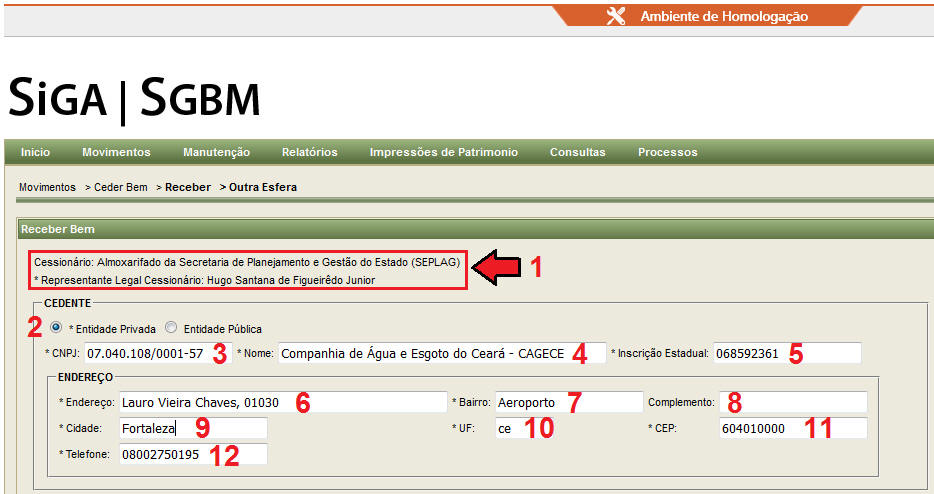 Ambiente de Homologação
SiGA | SGBM
Inicio Movimentos Manutenção Relatórios Impressões de Patrimonio Consultas Processos
Movimentos > Ceder Bem > Receber > Outra Esfera
Receber Bem
Cessionário: Almoxarifado da Secretaria de Planejamento e Gestão do Estado (SEPLAG)
* Representante Legal Cessionário: Hugo Santana de Figueirêdo Junior
1
CEDENTE
2 * Entidade Privada Entidade Pública
* CNPJ: 07.040.108/0001-57 3 * Nome: Companhia de Água e Esgoto do Ceará - CAGECE 4 * Inscrição Estadual: 068592361 5
ENDEREÇO
* Endereço: Lauro Vieira Chaves, 01030 6 * Bairro: Aeroporto 7 Complemento: 8
* Cidade: Fortaleza 9 * UF: ce 10 * CEP: 604010000 11
* Telefone: 08002750195 12